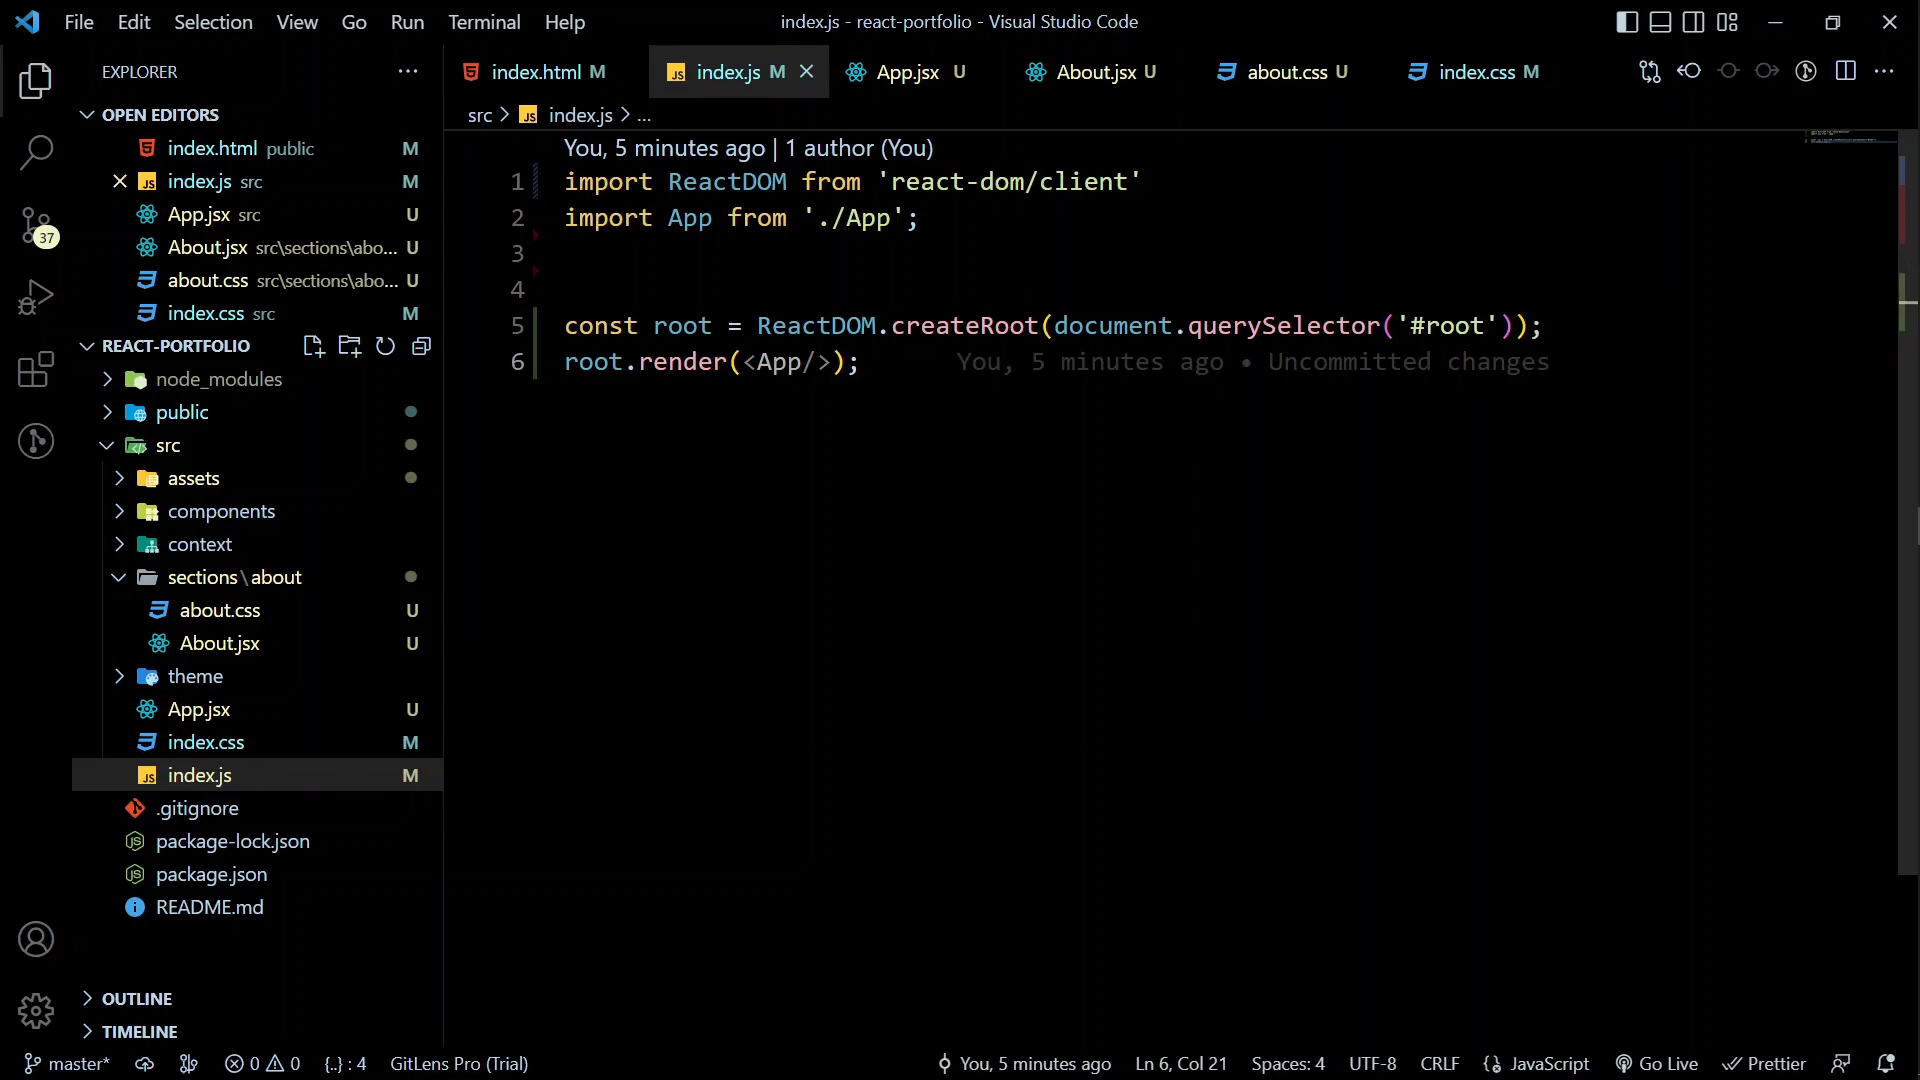 File Edit Selection View Go Run Terminal Help
index.js - react-portfolio - Visual Studio Code
EXPLORER
OPEN EDITORS
index.html public M
index.js src M
App.jsx src U
About.jsx src\sections\abo... U
about.css src\sections\abo... U
index.css src M
REACT-PORTFOLIO
node_modules
public
src
assets
components
context
sections\about
about.css U
About.jsx U
theme
App.jsx U
index.css M
JS index.js M
.gitignore
package-lock.json
package.json
README.md
OUTLINE
TIMELINE
37
index.html M
JS index.js M
App.jsx U
About.jsx U
about.css U
index.css M
src > JS index.js > ...
You, 5 minutes ago | 1 author (You)
1 import ReactDOM from 'react-dom/client'
2 import App from './App';
3
4
5 const root = ReactDOM.createRoot(document.querySelector('#root'));
6 root.render(<App/>); You, 5 minutes ago • Uncommitted changes
master* 0 0 {..} : 4 GitLens Pro (Trial) You, 5 minutes ago Ln 6, Col 21 Spaces: 4 UTF-8 CRLF JavaScript Go Live Prettier